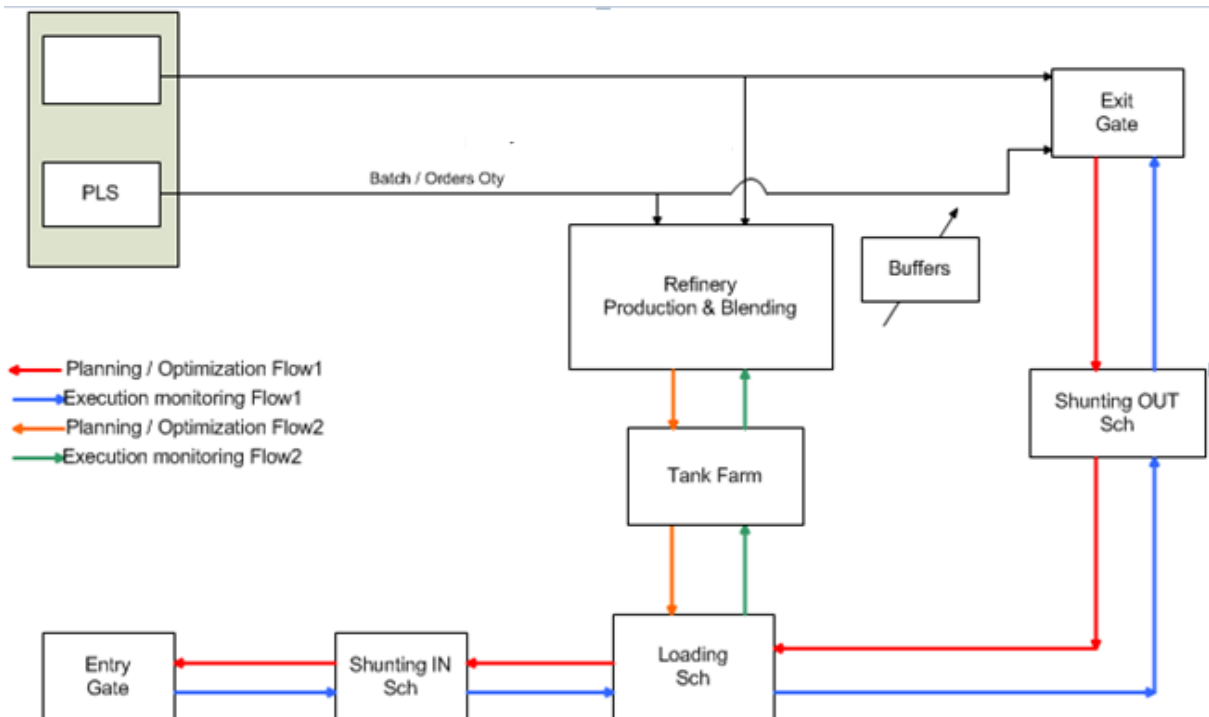 Exit
Gate
PLS
Batch / Orders Oty
Buffers
Refinery
Production & Blending
Planning / Optimization Flow1
Execution monitoring Flow1
Planning / Optimization Flow2
Execution monitoring Flow2
Shunting OUT
Sch
Tank Farm
Entry
Gate
Shunting IN
Sch
Loading
Sch